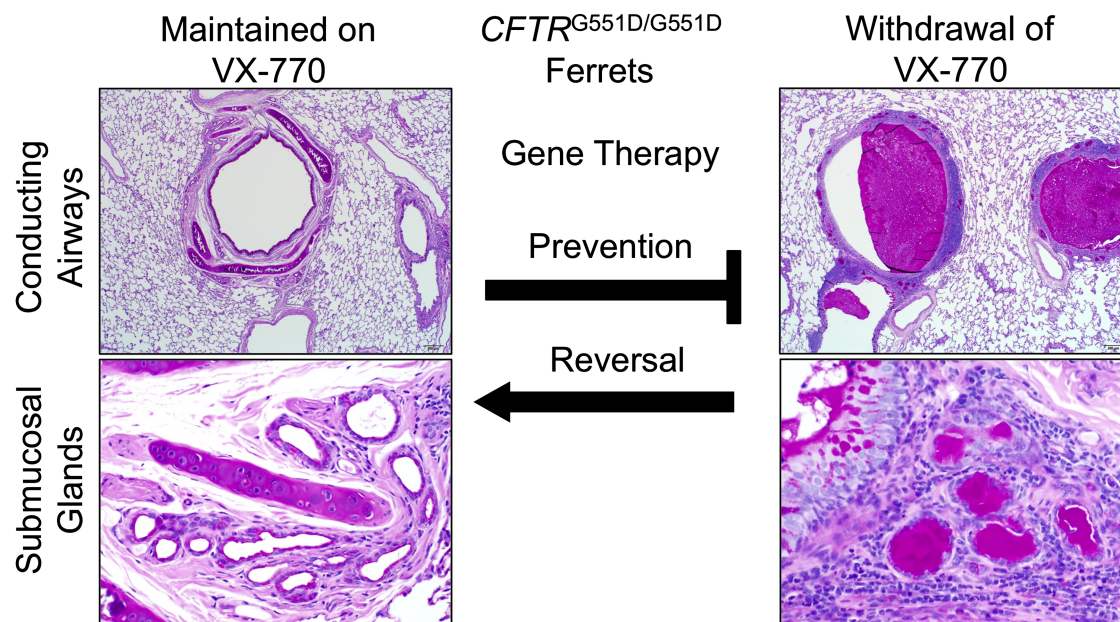 Maintained on
VX-770
CFTRG551D/G551D
Ferrets
Withdrawal of
VX-770
Conducting
Airways
Gene Therapy
Prevention
Reversal
Submucosal
Glands